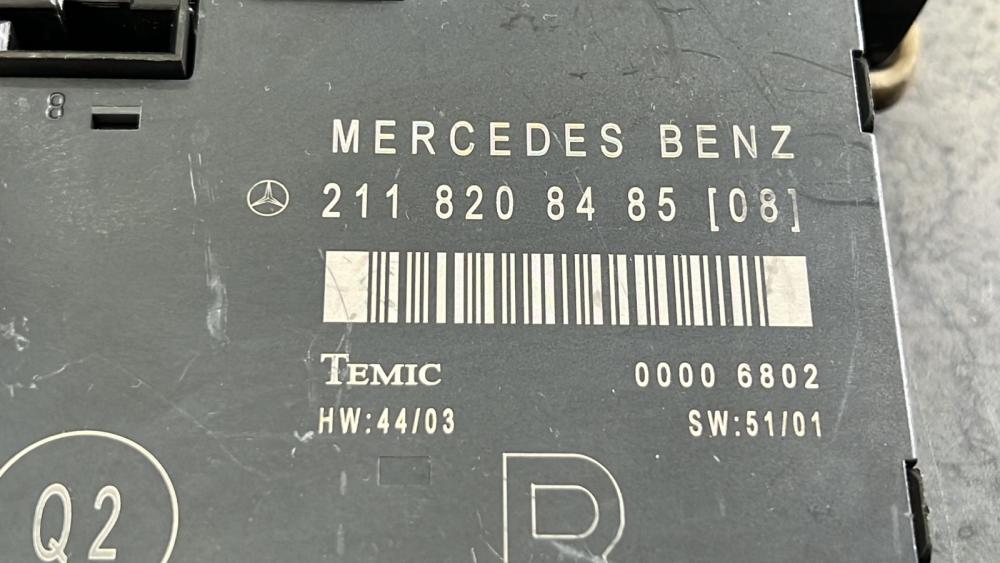 8
MERCEDES BENZ
211 820 84 85 [08]
TEMIC 0000 6802
HW:44/03 SW:51/01
Q2
R